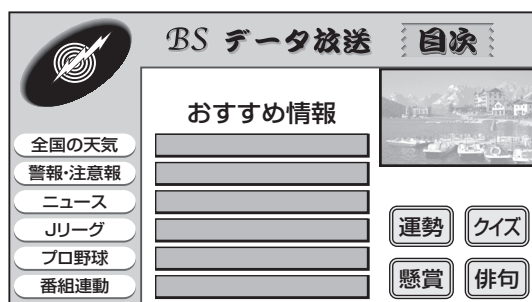 BS データ放送 目次
おすすめ情報
全国の天気
警報・注意報
ニュース
Jリーグ
プロ野球
番組連動
運勢 クイズ
懸賞 俳句